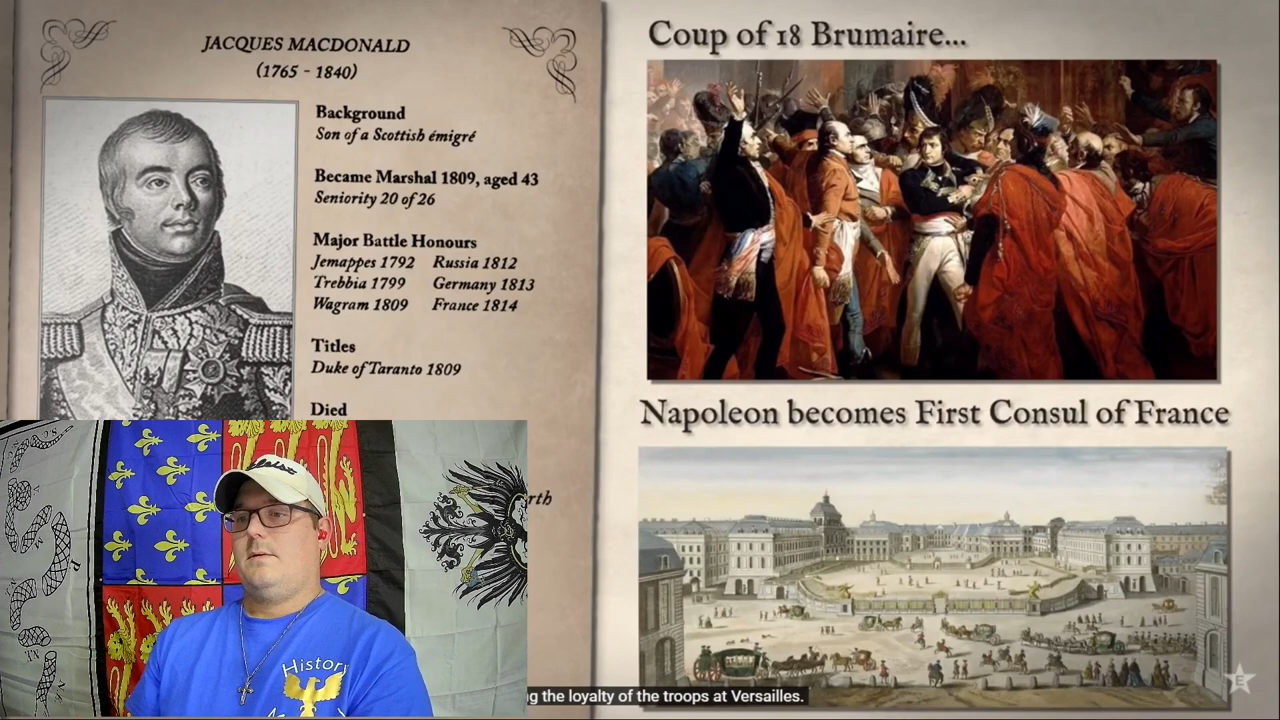 JACQUES MACDONALD
(1765 - 1840)
Background
Son of a Scottish émigré
Became Marshal 1809, aged 43
Seniority 20 of 26
Major Battle Honours
Jemappes 1792 Russia 1812
Trebbia 1799 Germany 1813
Wagram 1809 France 1814
Titles
Duke of Taranto 1809
Died
rth
Coup of 18 Brumaire...
Napoleon becomes First Consul of France
History
g the loyalty of the troops at Versailles.
E